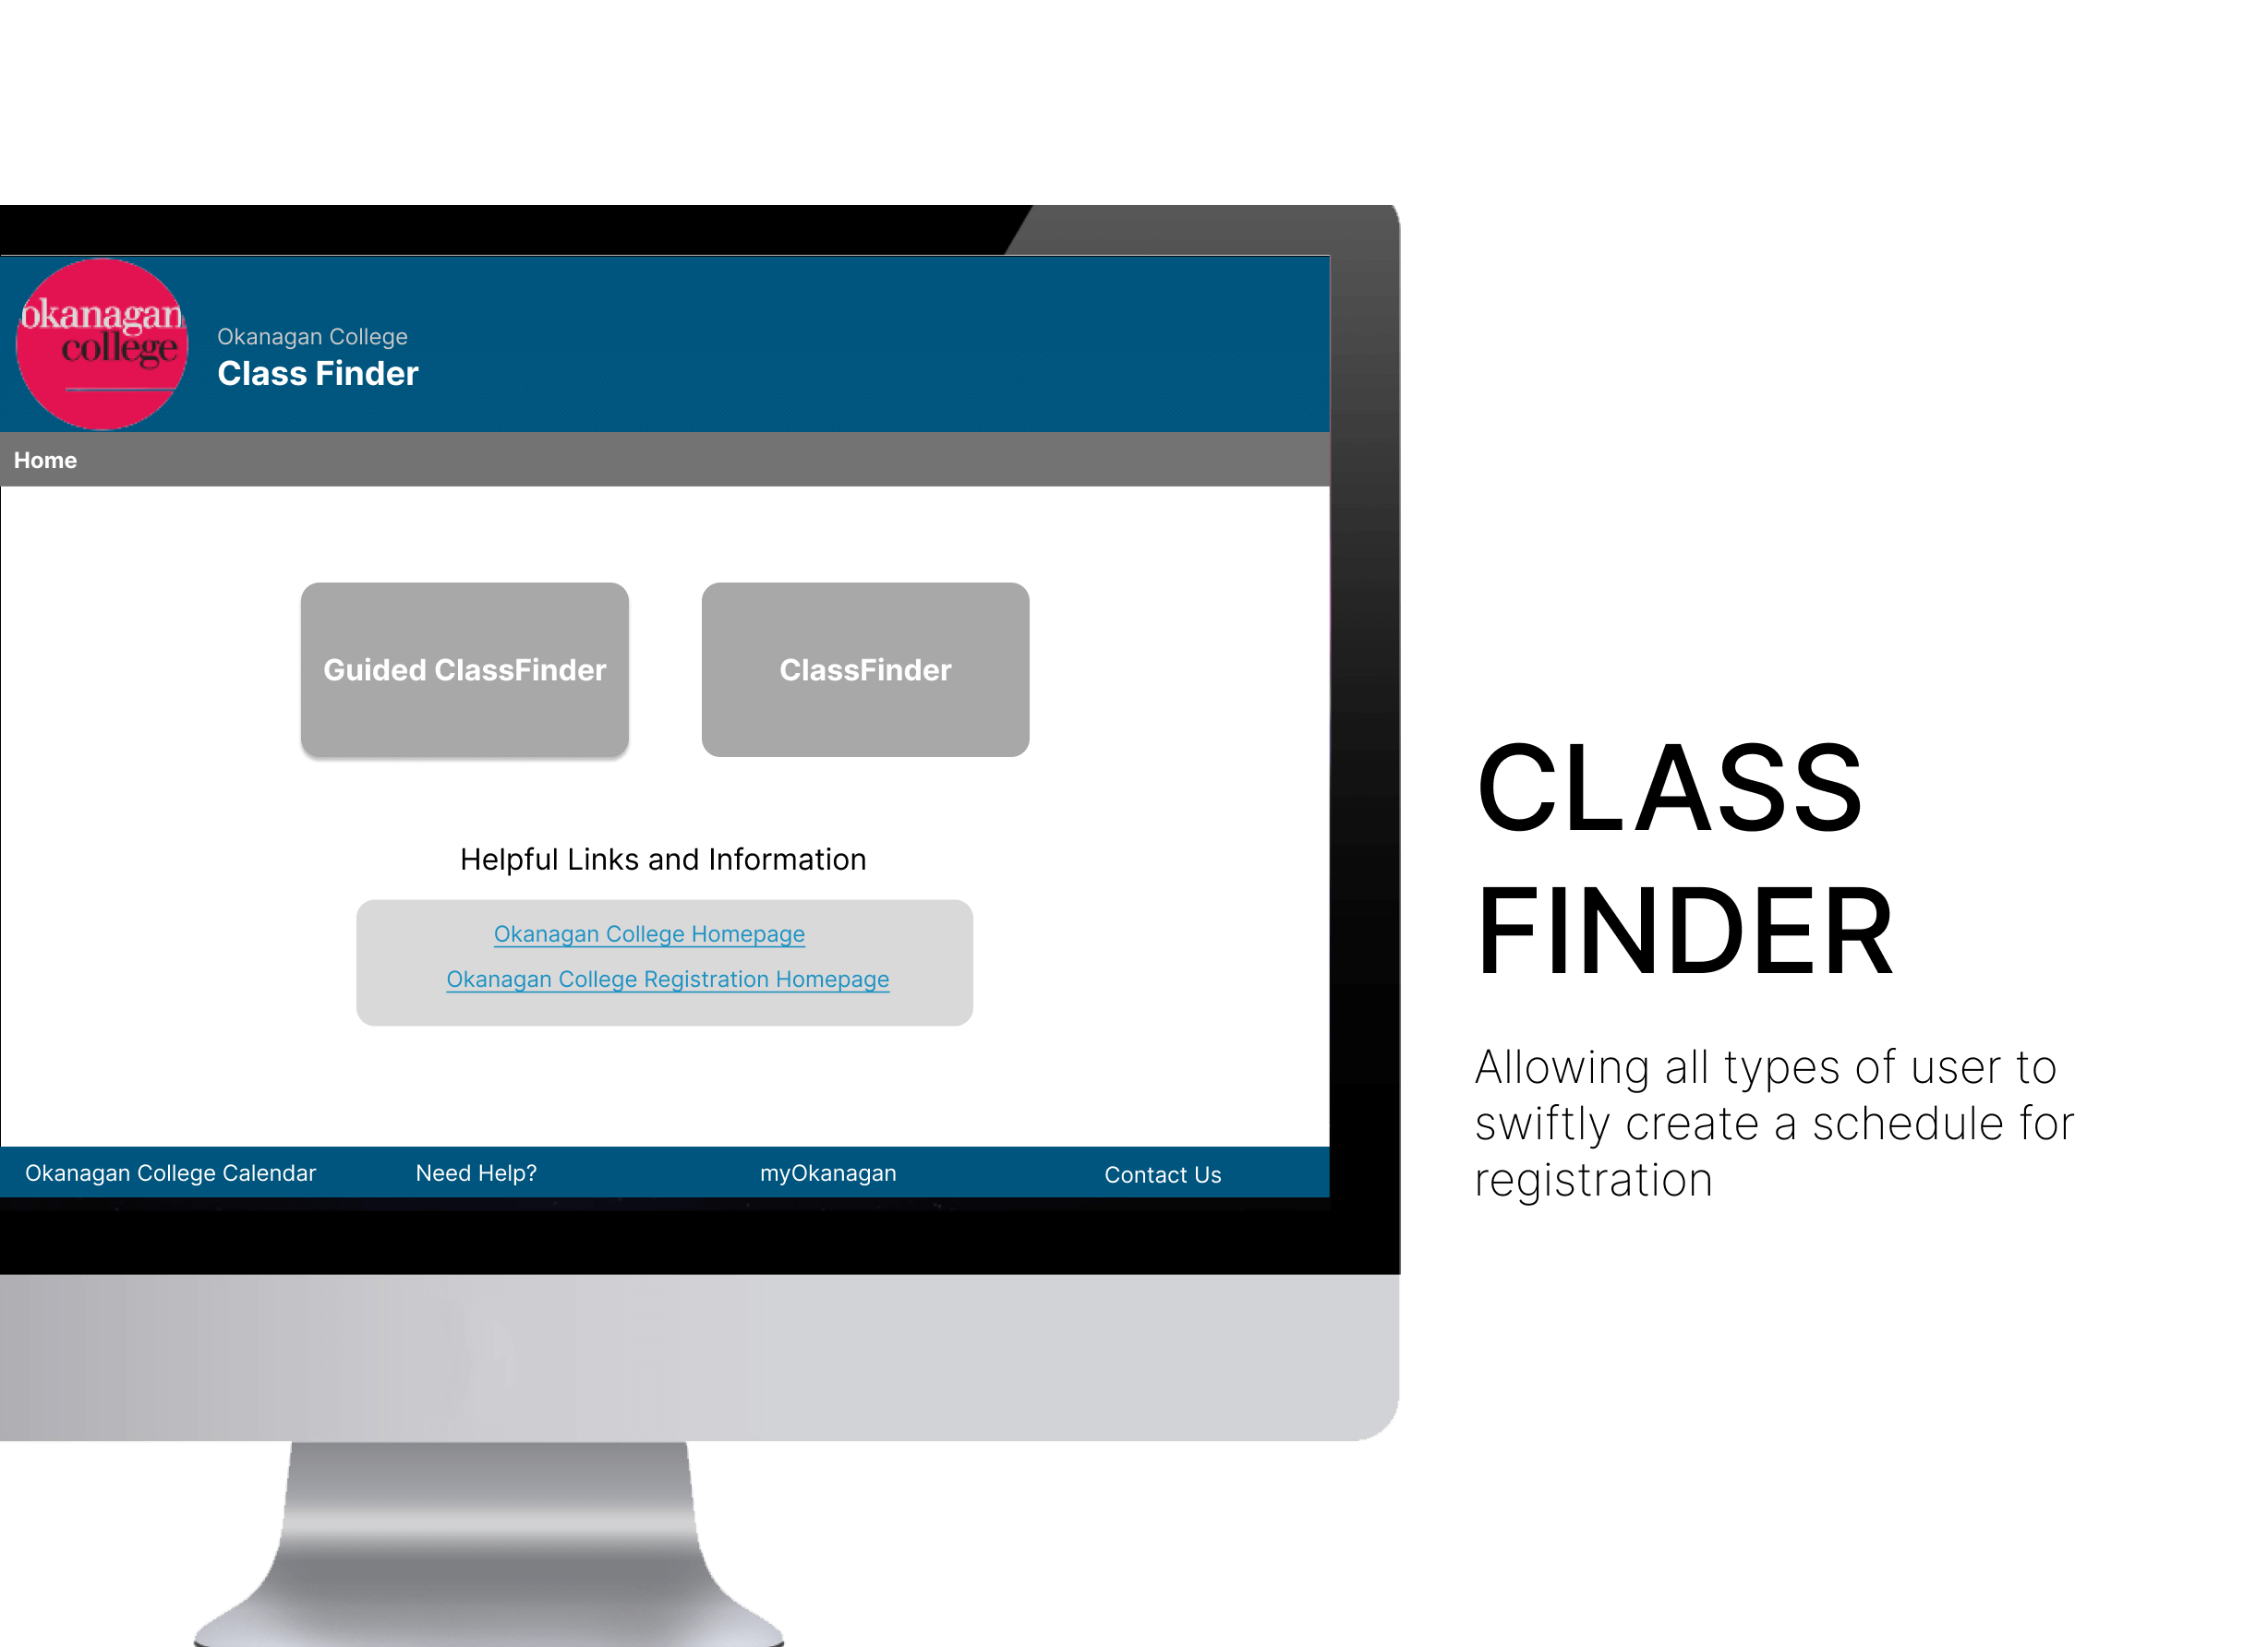 okanagan
college
Okanagan College
Class Finder
Home
Guided ClassFinder
ClassFinder
Helpful Links and Information
Okanagan College Homepage
Okanagan College Registration Homepage
Okanagan College Calendar
Need Help?
myOkanagan
Contact Us
CLASS
FINDER
Allowing all types of user to
swiftly create a schedule for
registration